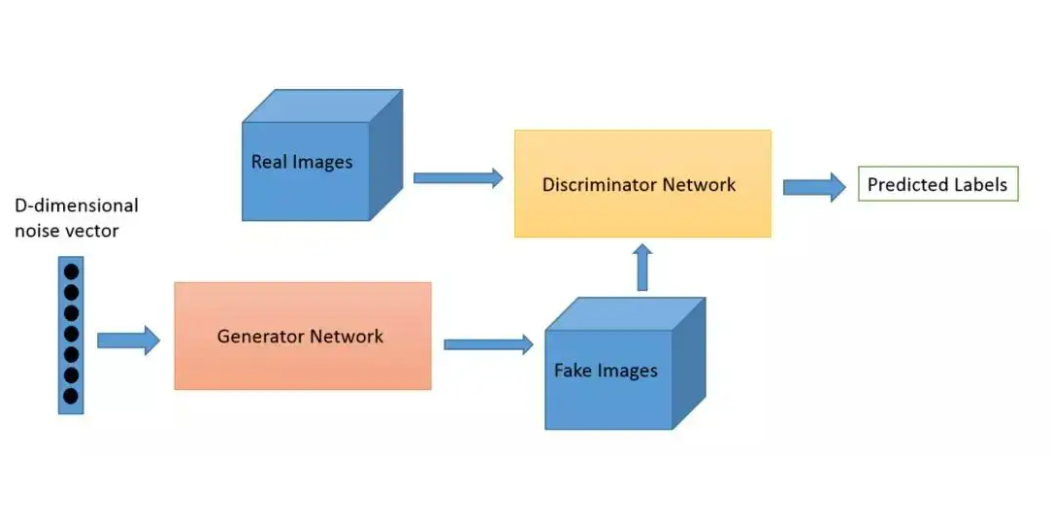 Real Images
Discriminator Network
Predicted Labels
D-dimensional
noise vector
Generator Network
Fake Images